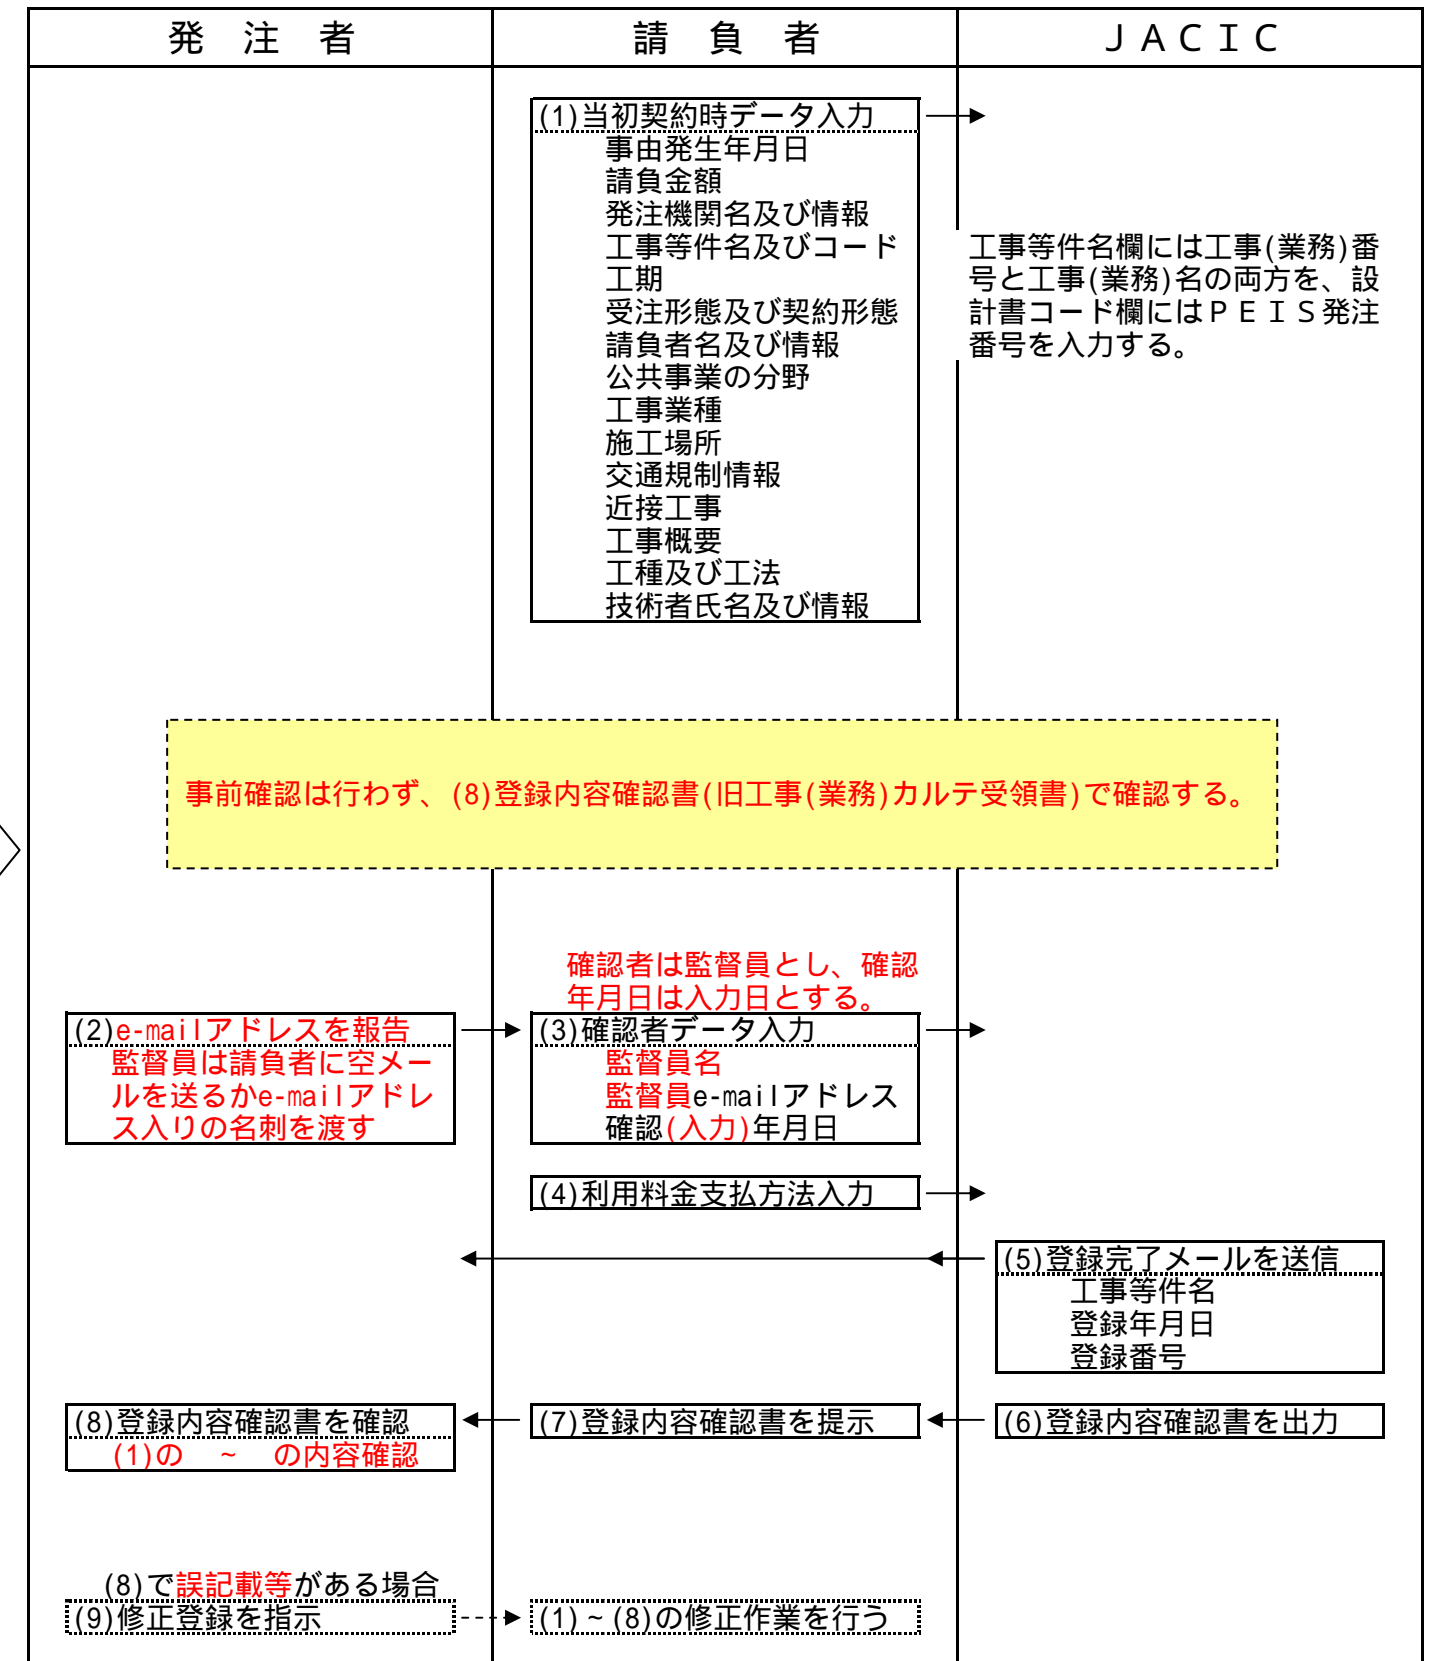 発 注 者
請 負 者
ＪＡＣＩＣ
(1)当初契約時データ入力
事由発生年月日
請負金額
発注機関名及び情報
工事等件名及びコード
工期
受注形態及び契約形態
請負者名及び情報
公共事業の分野
工事業種
施工場所
交通規制情報
近接工事
工事概要
工種及び工法
技術者氏名及び情報
工事等件名欄には工事(業務)番
号と工事(業務)名の両方を、設
計書コード欄にはＰＥＩＳ発注
番号を入力する。
事前確認は行わず、(8)登録内容確認書(旧工事(業務)カルテ受領書)で確認する。
確認者は監督員とし、確認
年月日は入力日とする。
(2)e-mailアドレスを報告
監督員は請負者に空メー
ルを送るかe-mailアドレ
ス入りの名刺を渡す
(3)確認者データ入力
監督員名
監督員e-mailアドレス
確認(入力)年月日
(4)利用料金支払方法入力
(5)登録完了メールを送信
工事等件名
登録年月日
登録番号
(8)登録内容確認書を確認
(1)の ~ の内容確認
(7)登録内容確認書を提示
(6)登録内容確認書を出力
(8)で誤記載等がある場合
(9)修正登録を指示
(1)~(8)の修正作業を行う